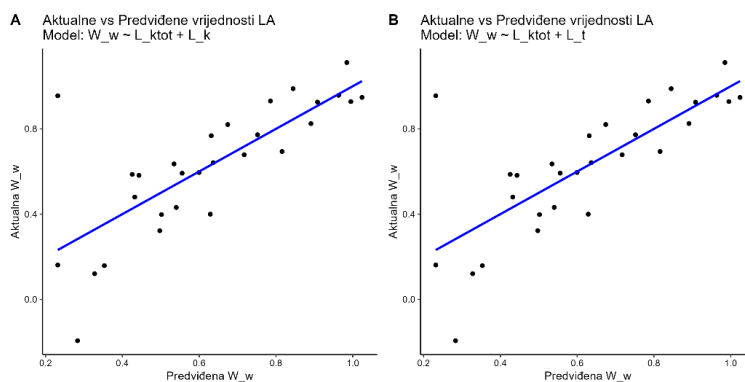 A
Aktualne vs Predviđene vrijednosti LA
Model: W_w ~ L_ktot + L_k
Aktualna W_w
0.8
0.4
0.0
0.2
0.4
0.6
0.8
1.0
Predviđena W_w
B
Aktualne vs Predviđene vrijednosti LA
Model: W_w ~ L_ktot + L_t
Aktualna W_w
0.8
0.4
0.0
0.2
0.4
0.6
0.8
1.0
Predviđena W_w